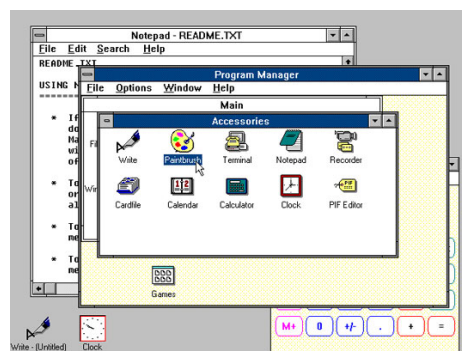 Notepad - README.TXT
File Edit Search Help
README.TXT
USING
Program Manager
File Options Window Help
Main
Accessories
Write Paintbrush Terminal Notepad Recorder
Cardfile Calendar Calculator Clock PIF Editor
* If
do
Ma
wi
of
* To
or
al
* To
me
* To
me
Games
M+ 0 +/- . + =
Write - (Untitled) Clock